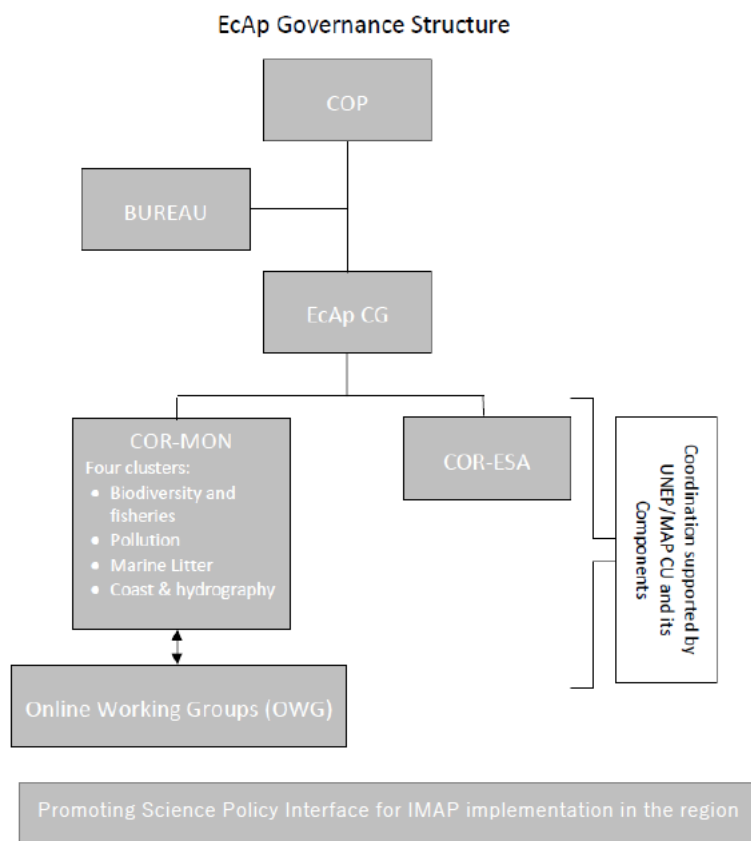 EcAp Governance Structure
COP
BUREAU
EcAp CG
COR-MON
Four clusters:
• Biodiversity and
fisheries
• Pollution
• Marine Litter
• Coast & hydrography
COR-ESA
Coordination supported by
UNEP/MAP CU and its
Components
Online Working Groups (OWG)
Promoting Science Policy Interface for IMAP implementation in the region